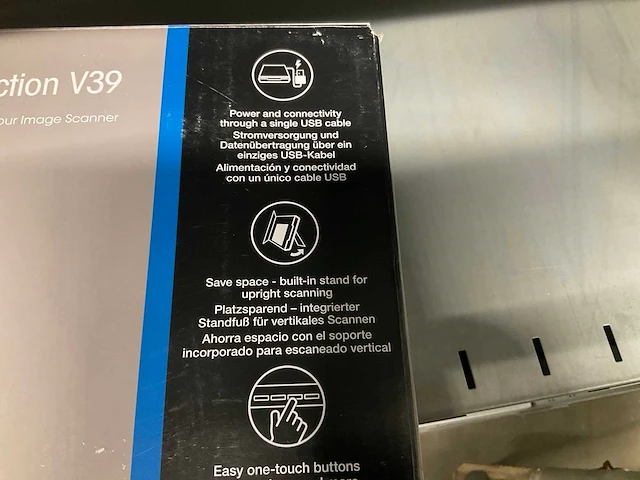 ction V39
our Image Scanner
Power and connectivity
through a single USB cable
Stromversorgung und
Datenübertragung über ein
einziges USB-Kabel
Alimentación y conectividad
con un único cable USB
Save space - built-in stand for
upright scanning
Platzsparend – integrierter
Standfuß für vertikales Scannen
Ahorra espacio con el soporte
incorporado para escaneado vertical
Easy one-touch buttons